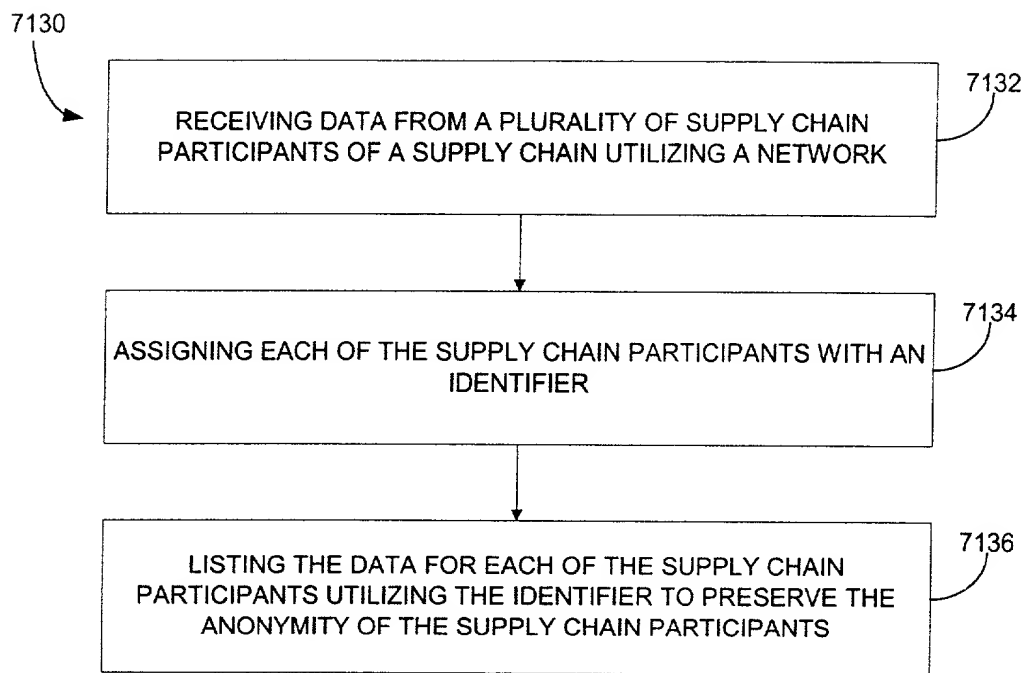 7130
7132
RECEIVING DATA FROM A PLURALITY OF SUPPLY CHAIN
PARTICIPANTS OF A SUPPLY CHAIN UTILIZING A NETWORK
7134
ASSIGNING EACH OF THE SUPPLY CHAIN PARTICIPANTS WITH AN
IDENTIFIER
7136
LISTING THE DATA FOR EACH OF THE SUPPLY CHAIN
PARTICIPANTS UTILIZING THE IDENTIFIER TO PRESERVE THE
ANONYMITY OF THE SUPPLY CHAIN PARTICIPANTS